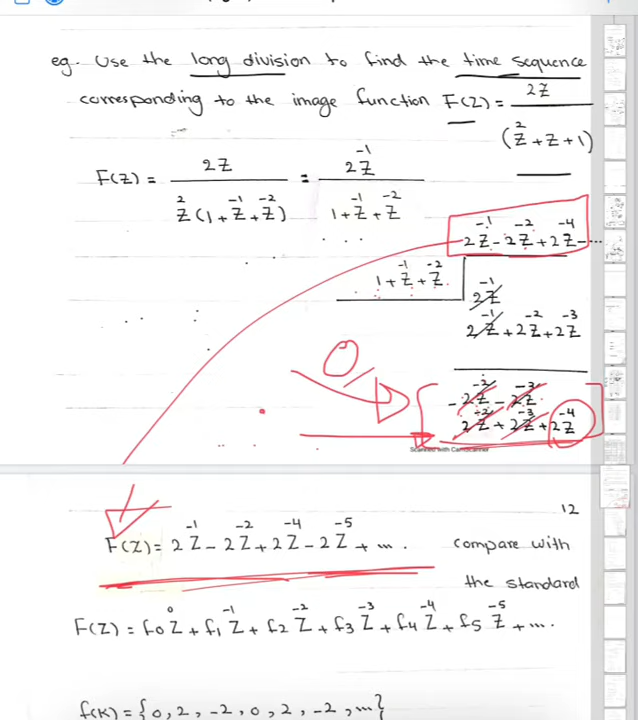 eg. Use the long division to find the time sequence
corresponding to the image function F(Z) = 2Z / (Z² + Z + 1)
F(Z) = 2Z / Z²(1 + Z⁻¹ + Z⁻²) = 2Z⁻¹ / 1 + Z⁻¹ + Z⁻²
2Z⁻¹ - 2Z⁻² + 2Z⁻⁴ - ...
1 + Z⁻¹ + Z⁻²
2Z⁻¹
2Z⁻¹ + 2Z⁻² + 2Z⁻³
- 2Z⁻² - 2Z⁻³
2Z⁻² + 2Z⁻³ + 2Z⁻⁴
Scanned with CamScanner
12
F(Z) = 2Z⁻¹ - 2Z⁻² + 2Z⁻⁴ - 2Z⁻⁵ + ... compare with
the standard
F(Z) = f₀Z⁰ + f₁Z⁻¹ + f₂Z⁻² + f₃Z⁻³ + f₄Z⁻⁴ + f₅Z⁻⁵ + ....
f(K) = {0, 2, -2, 0, 2, -2, ...}